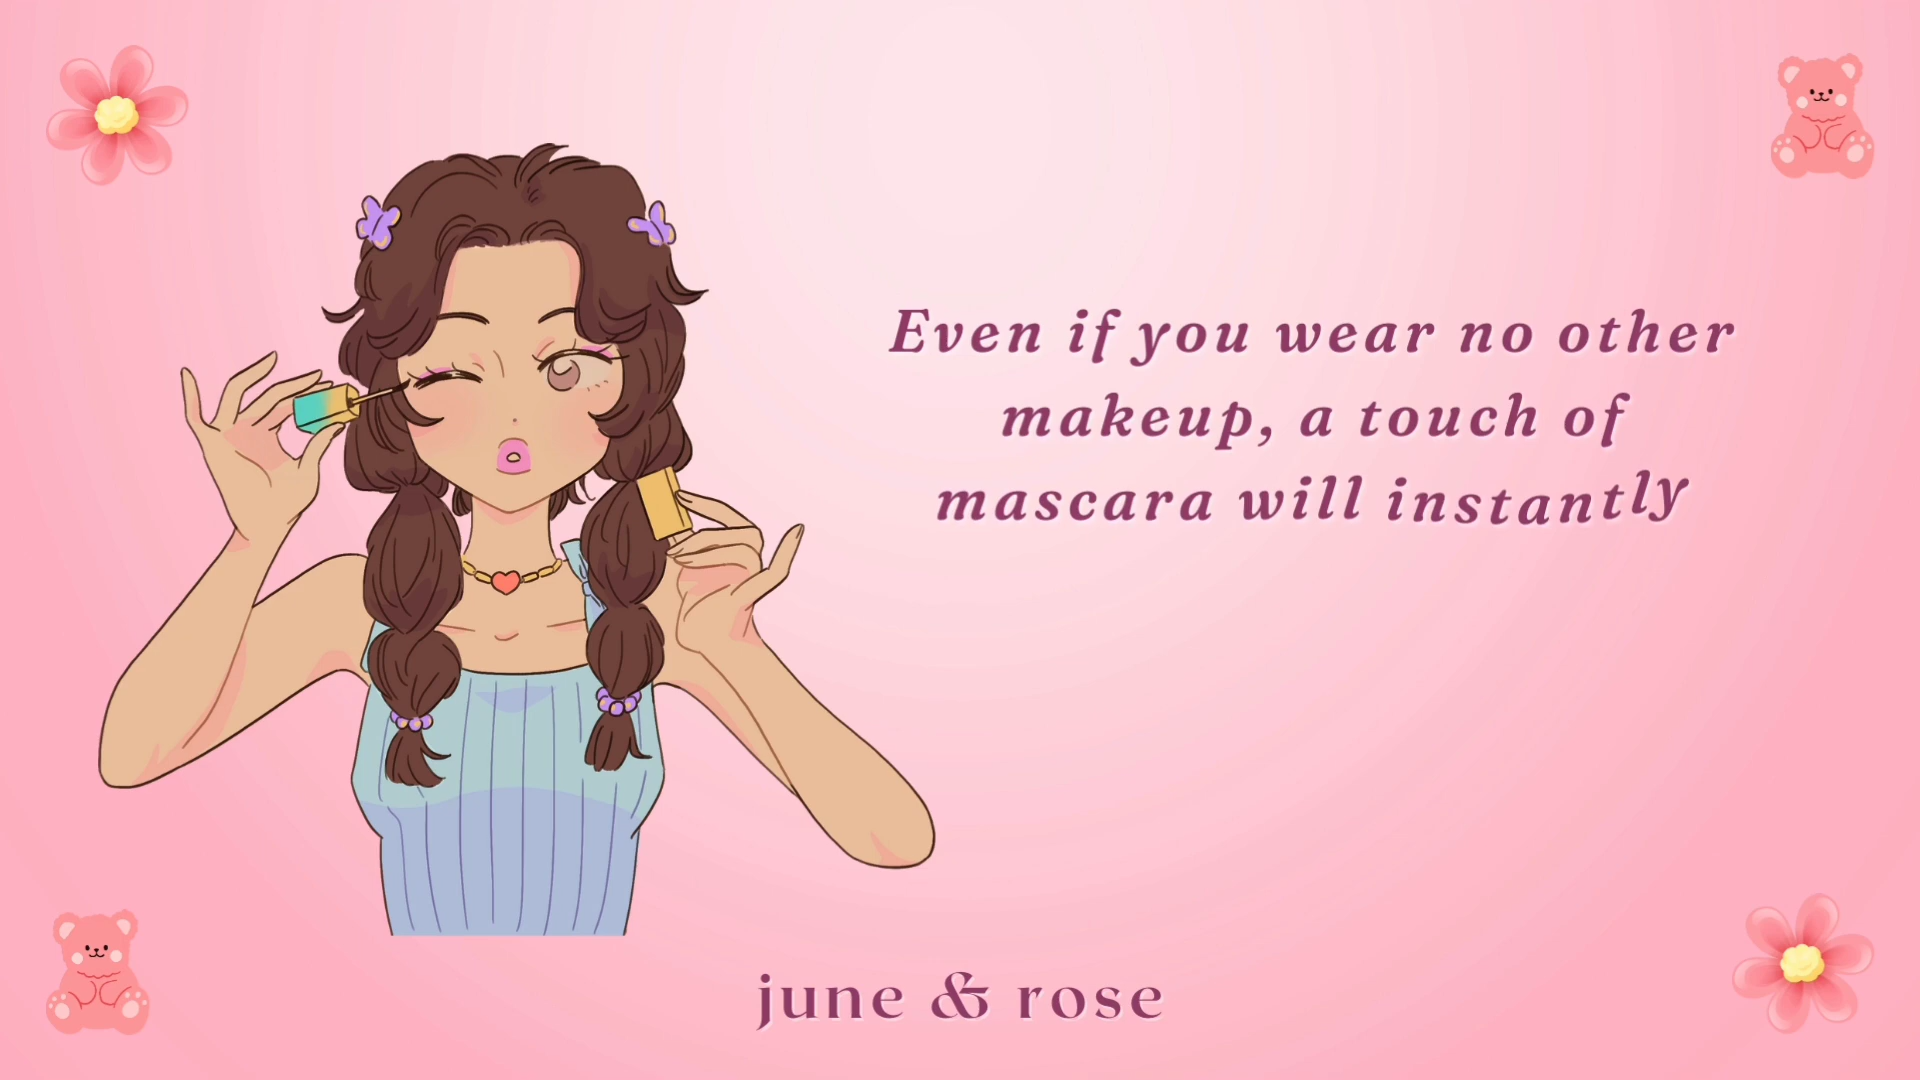 Even if you wear no other
makeup, a touch of
mascara will instantly
june & rose